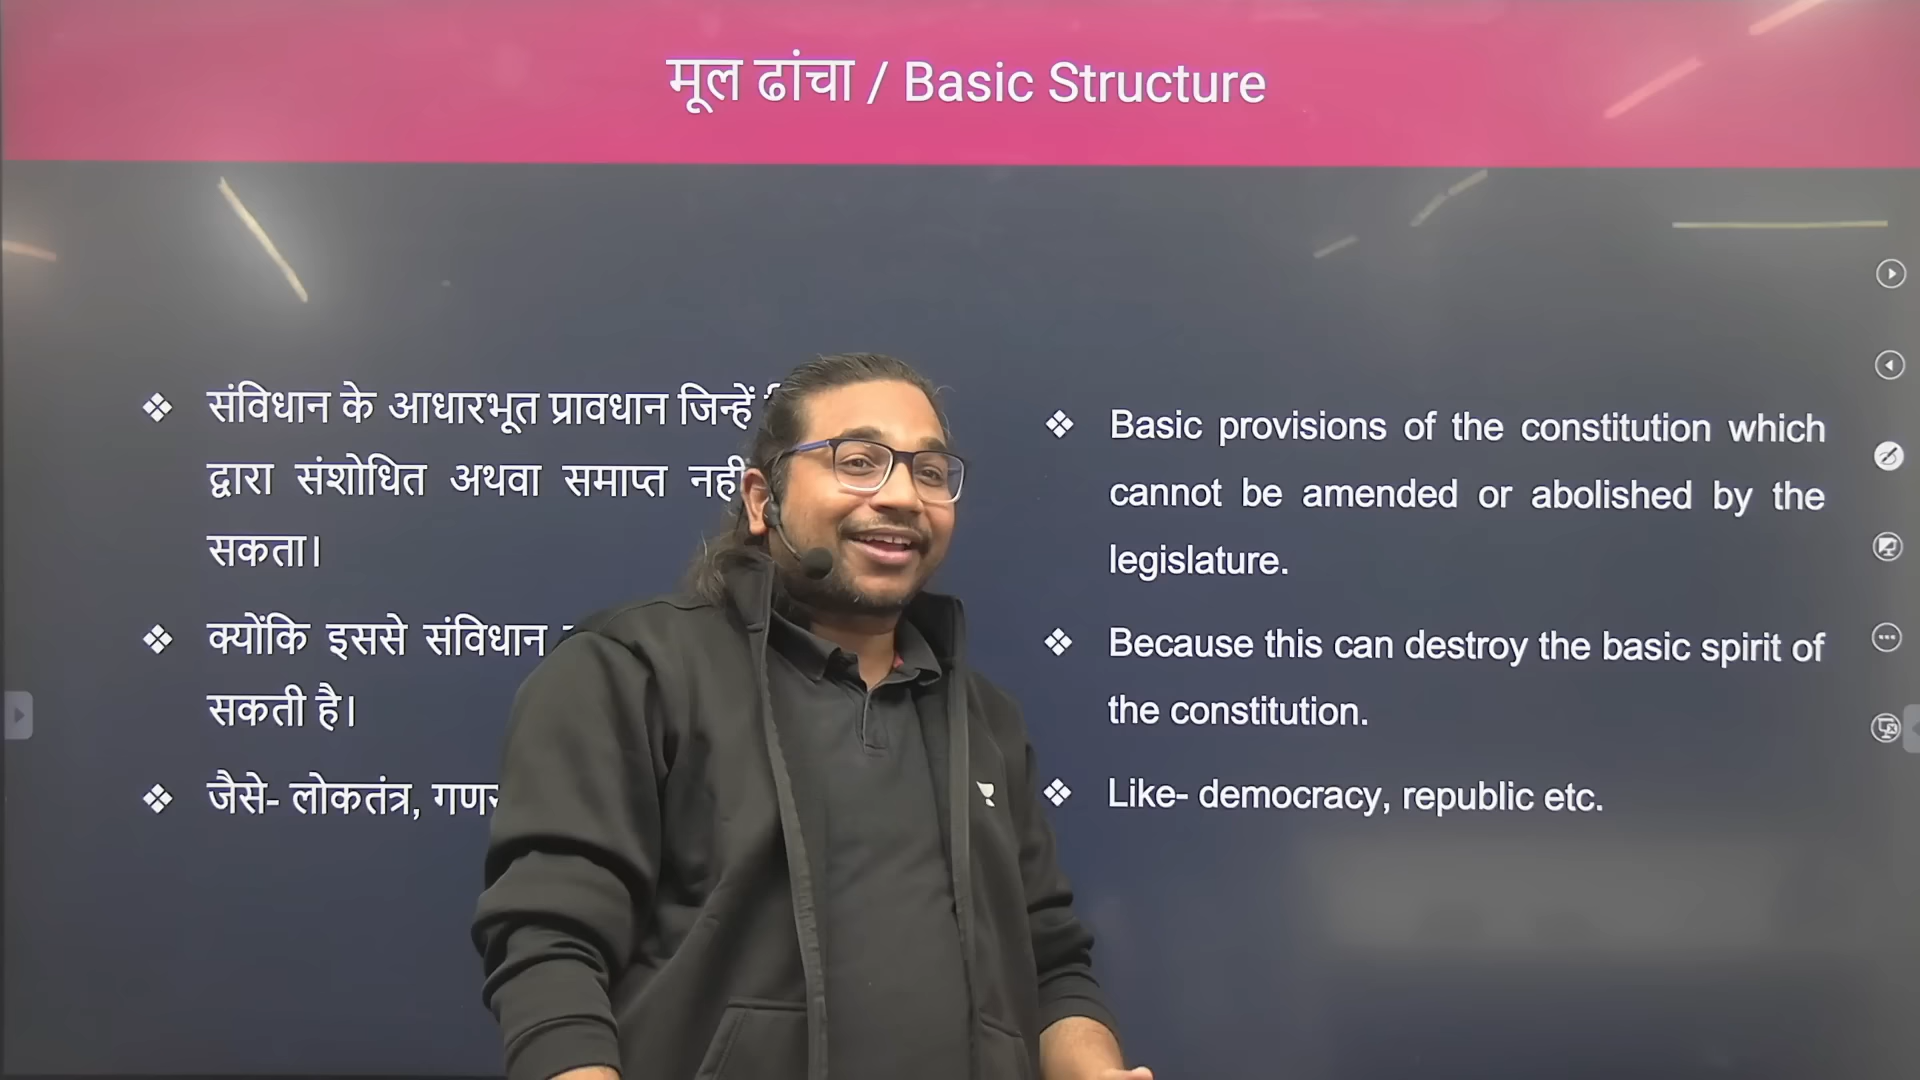 मूल ढांचा / Basic Structure
❖ संविधान के आधारभूत प्रावधान जिन्हें
द्वारा संशोधित अथवा समाप्त
सकता।
❖ क्योंकि इससे संविधान
सकती है।
❖ जैसे- लोकतंत्र,
❖ Basic provisions of the constitution which
cannot be amended or abolished by the
legislature.
❖ Because this can destroy the basic spirit of
the constitution.
❖ Like- democracy, republic etc.